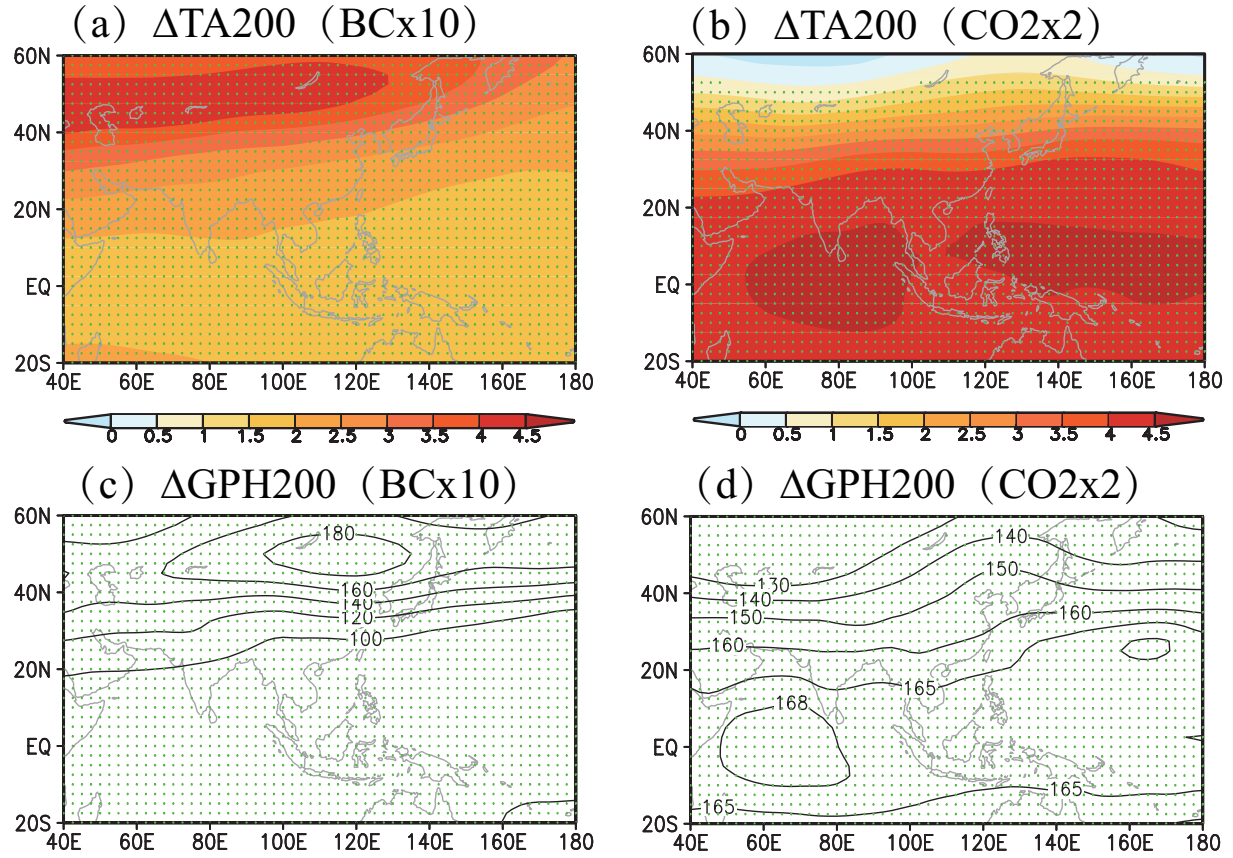 (a) ΔTA200 (BCx10)
60N
40N
20N
EQ
20S
40E 60E 80E 100E 120E 140E 160E 180
0 0.5 1 1.5 2 2.5 3 3.5 4 4.5
(b) ΔTA200 (CO2x2)
60N
40N
20N
EQ
20S
40E 60E 80E 100E 120E 140E 160E 180
0 0.5 1 1.5 2 2.5 3 3.5 4 4.5
(c) ΔGPH200 (BCx10)
60N
180
40N
160
140
120
100
20N
EQ
20S
40E 60E 80E 100E 120E 140E 160E 180
(d) ΔGPH200 (CO2x2)
60N
140
150
130
40N
140
150
160
160
20N
165
168
EQ
165
165
20S
40E 60E 80E 100E 120E 140E 160E 180